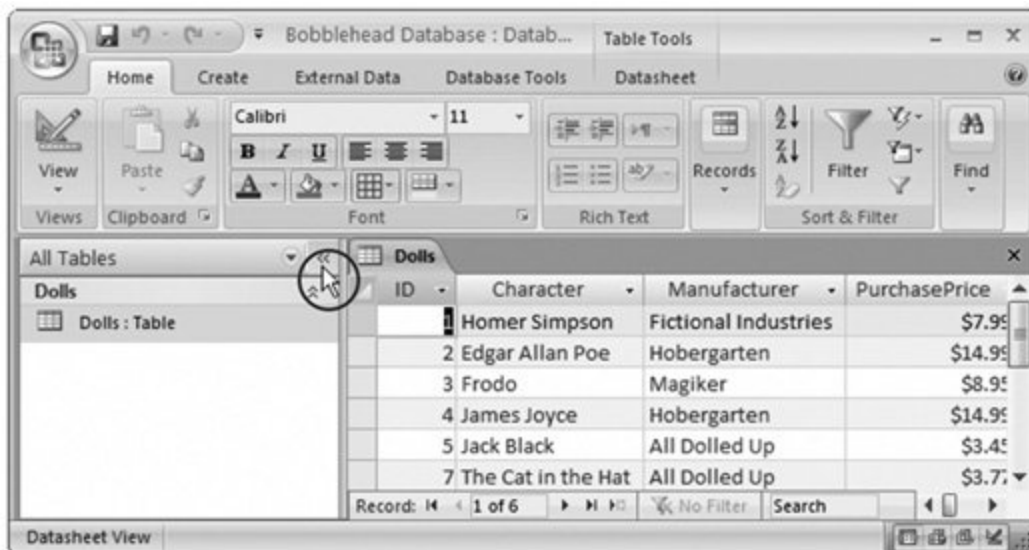 Bobblehead Database : Datab...
Table Tools
Home Create External Data Database Tools Datasheet
Calibri 11
B I U
A
View Paste Records Filter Find
Views Clipboard Font Rich Text Sort & Filter
All Tables
Dolls
Dolls
Dolls : Table
ID Character Manufacturer PurchasePrice
1 Homer Simpson Fictional Industries $7.99
2 Edgar Allan Poe Hobergarten $14.99
3 Frodo Magiker $8.95
4 James Joyce Hobergarten $14.99
5 Jack Black All Dolled Up $3.45
7 The Cat in the Hat All Dolled Up $3.77
Record: 1 of 6 No Filter Search
Datasheet View